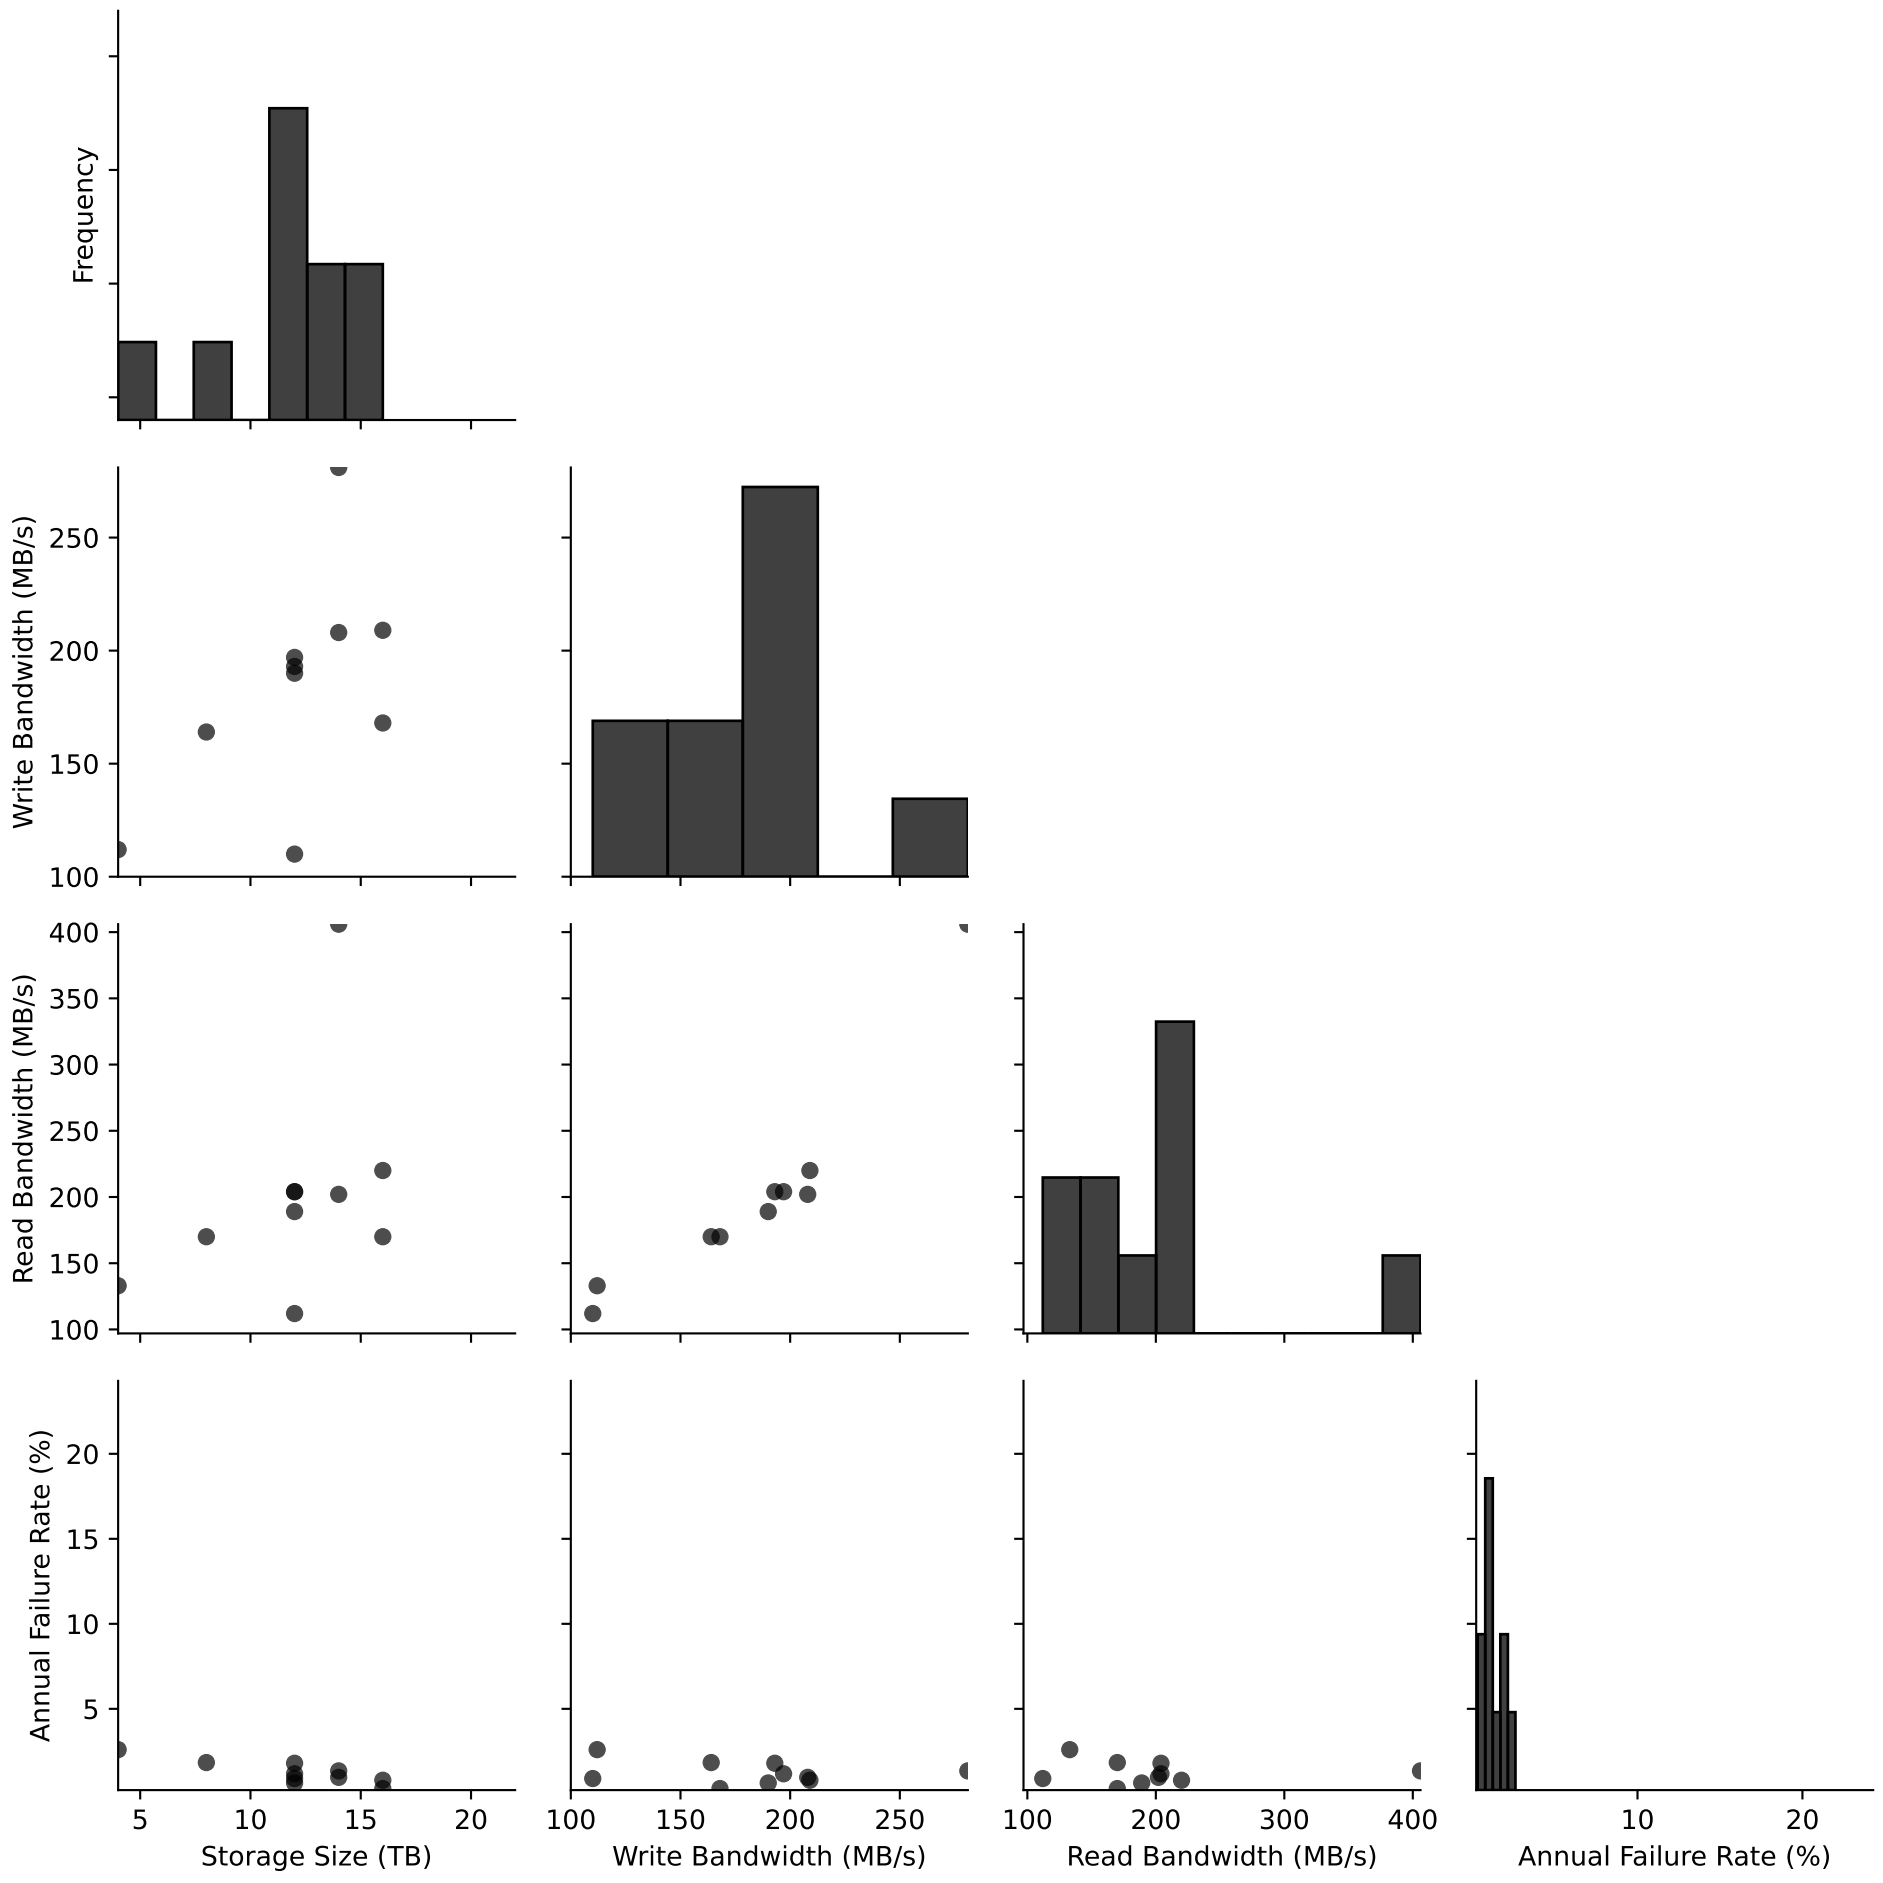 Frequency
Write Bandwidth (MB/s)
250
200
150
100
Read Bandwidth (MB/s)
400
350
300
250
200
150
100
Annual Failure Rate (%)
20
15
10
5
5 10 15 20
Storage Size (TB)
100 150 200 250
Write Bandwidth (MB/s)
100 200 300 400
Read Bandwidth (MB/s)
10 20
Annual Failure Rate (%)